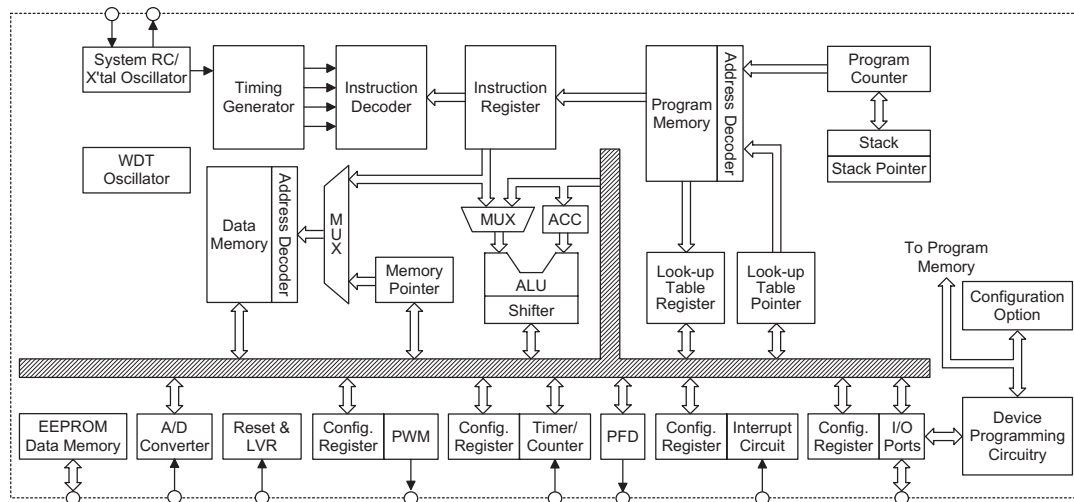 System RC/
X'tal Oscillator
Timing
Generator
Instruction
Decoder
Instruction
Register
Program
Memory
Address Decoder
Program
Counter
Stack
Stack Pointer
WDT
Oscillator
Data
Memory
Address Decoder
MUX
MUX
ACC
Memory
Pointer
ALU
Shifter
Look-up
Table
Register
Look-up
Table
Pointer
To Program
Memory
Configuration
Option
EEPROM
Data Memory
A/D
Converter
Reset &
LVR
Config.
Register
PWM
Config.
Register
Timer/
Counter
PFD
Config.
Register
Interrupt
Circuit
Config.
Register
I/O
Ports
Device
Programming
Circuitry